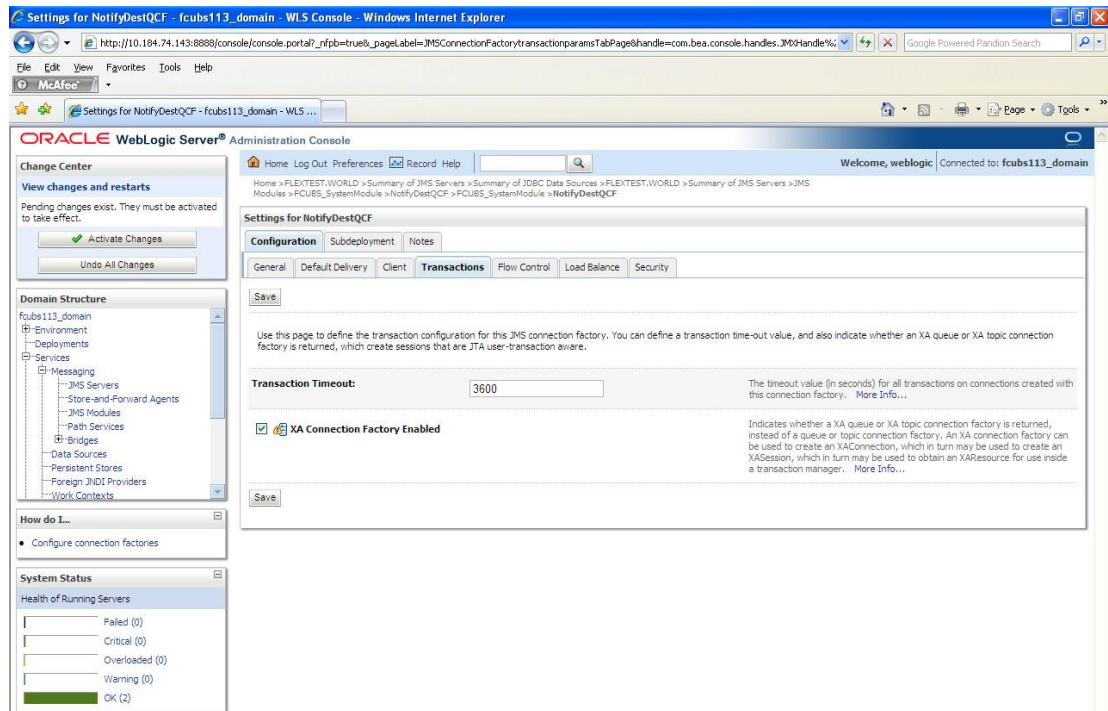 Settings for NotifyDestQCF - fcubs113_domain - WLS Console - Windows Internet Explorer
http://10.184.74.143:8888/console/console.portal?_nfpb=true&_pageLabel=JMSConnectionFactorytransactionparamsTabPage&handle=com.bea.console.handles.JMXHandle%:
Google Powered Pandion Search
File Edit View Favorites Tools Help
McAfee
Settings for NotifyDestQCF - fcubs113_domain - WLS ...
Page Tools
ORACLE WebLogic Server® Administration Console
Change Center
View changes and restarts
Pending changes exist. They must be activated
to take effect.
Activate Changes
Undo All Changes
Domain Structure
fcubs113_domain
Environment
Deployments
Services
Messaging
JMS Servers
Store-and-Forward Agents
JMS Modules
Path Services
Bridges
Data Sources
Persistent Stores
Foreign JNDI Providers
Work Contexts
How do I...
Configure connection factories
System Status
Health of Running Servers
Failed (0)
Critical (0)
Overloaded (0)
Warning (0)
OK (2)
Home Log Out Preferences Record Help
Welcome, weblogic Connected to: fcubs113_domain
Home >FLEXTEST.WORLD >Summary of JMS Servers >Summary of JDBC Data Sources >FLEXTEST.WORLD >Summary of JMS Servers >JMS
Modules >FCUBS_SystemModule >NotifyDestQCF >FCUBS_SystemModule >NotifyDestQCF
Settings for NotifyDestQCF
Configuration Subdeployment Notes
General Default Delivery Client Transactions Flow Control Load Balance Security
Save
Use this page to define the transaction configuration for this JMS connection factory. You can define a transaction time-out value, and also indicate whether an XA queue or XA topic connection
factory is returned, which create sessions that are JTA user-transaction aware.
Transaction Timeout:
3600
The timeout value (in seconds) for all transactions on connections created with
this connection factory. More Info...
XA Connection Factory Enabled
Indicates whether a XA queue or XA topic connection factory is returned,
instead of a queue or topic connection factory. An XA connection factory can
be used to create an XAConnection, which in turn may be used to create an
XASession, which in turn may be used to obtain an XAResource for use inside
a transaction manager. More Info...
Save